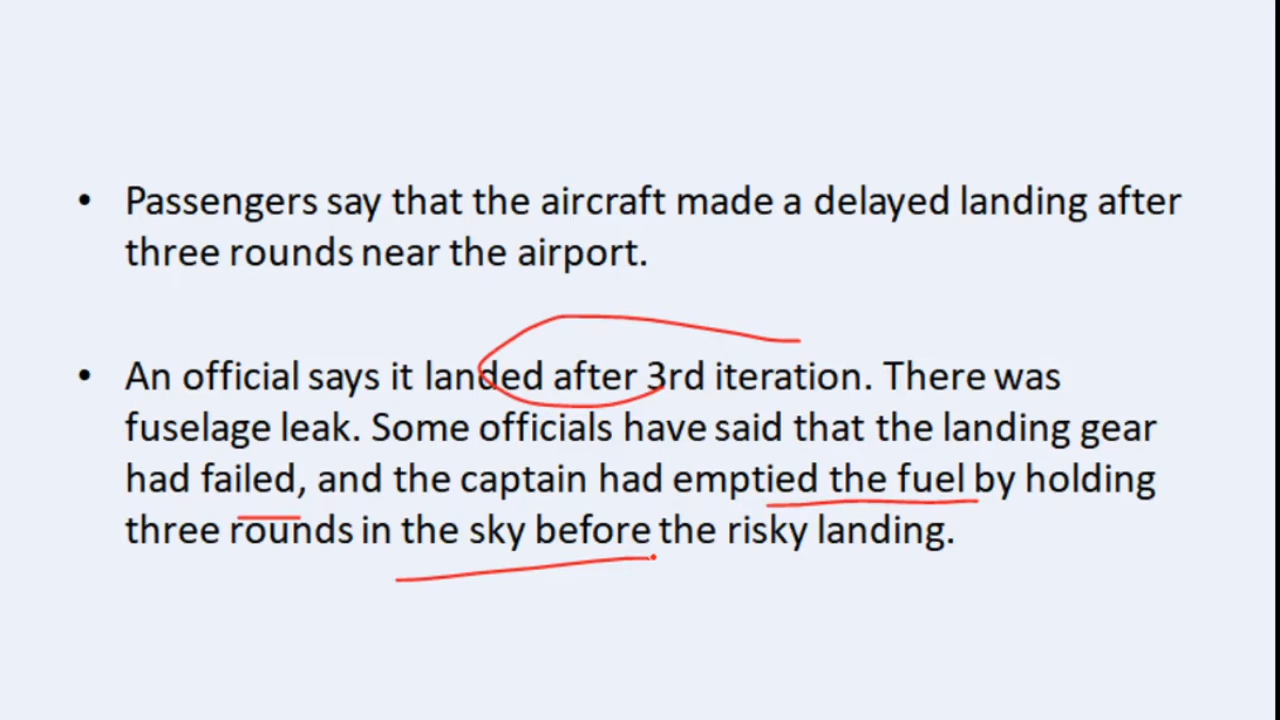 • Passengers say that the aircraft made a delayed landing after
three rounds near the airport.
• An official says it landed after 3rd iteration. There was
fuselage leak. Some officials have said that the landing gear
had failed, and the captain had emptied the fuel by holding
three rounds in the sky before the risky landing.